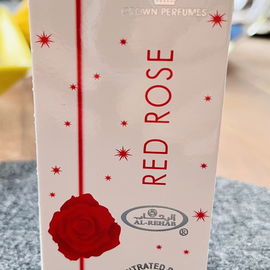 CROWN PERFUMES
RED ROSE
الرحاب
AL-REHAB
®